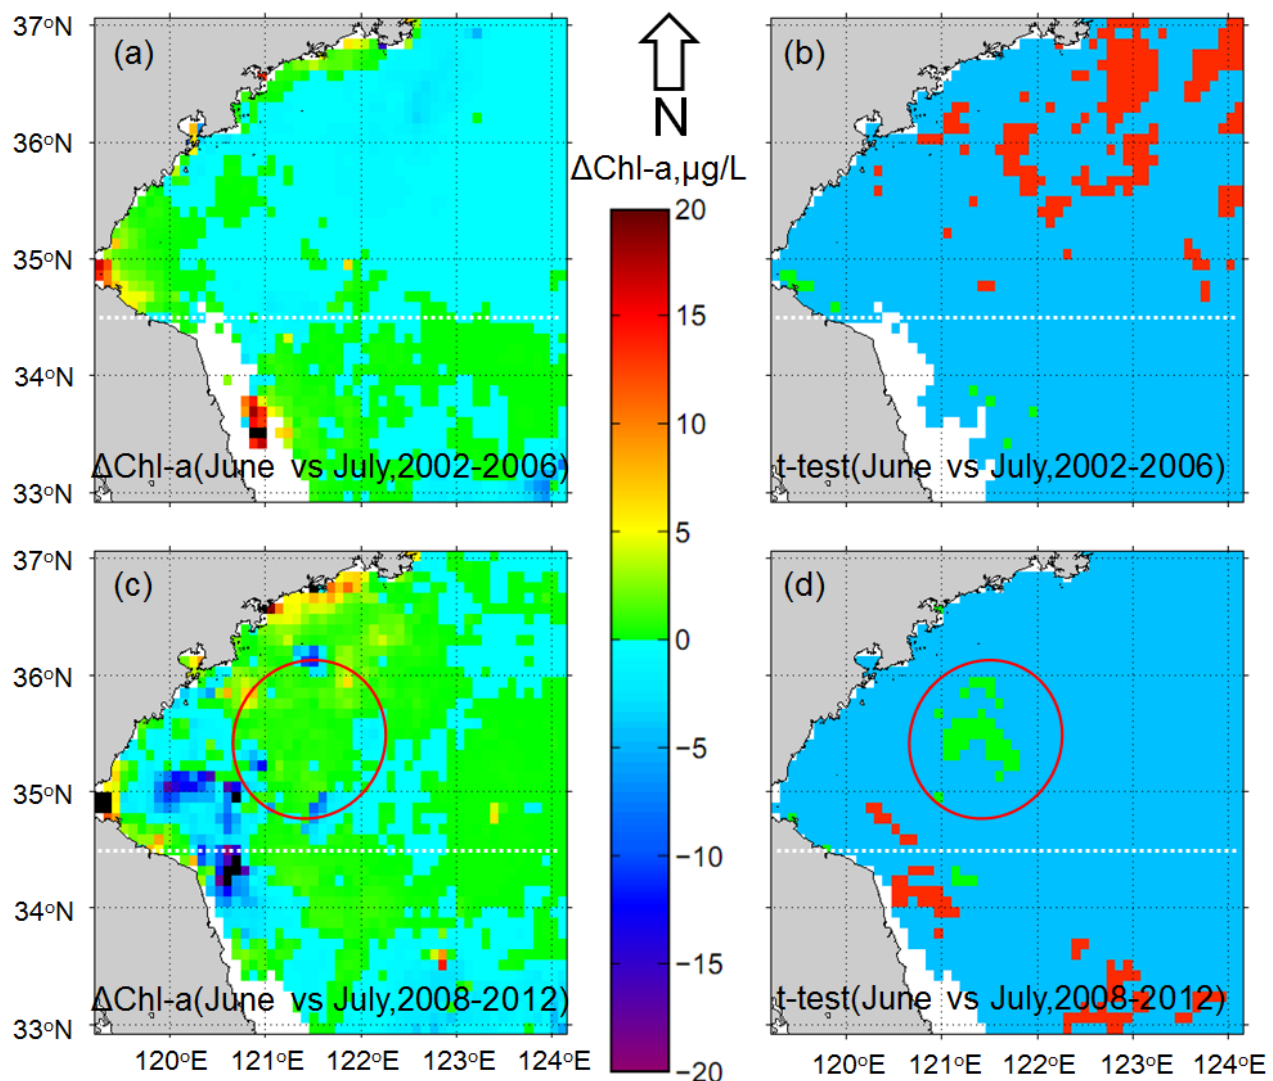 37°N
(a)
36°N
35°N
34°N
33°N
ΔChl-a(June vs July,2002-2006)
N
ΔChl-a,μg/L
20
15
10
5
0
−5
−10
−15
−20
(b)
t-test(June vs July,2002-2006)
37°N
(c)
36°N
35°N
34°N
33°N
ΔChl-a(June vs July,2008-2012)
120°E 121°E 122°E 123°E 124°E
(d)
t-test(June vs July,2008-2012)
120°E 121°E 122°E 123°E 124°E